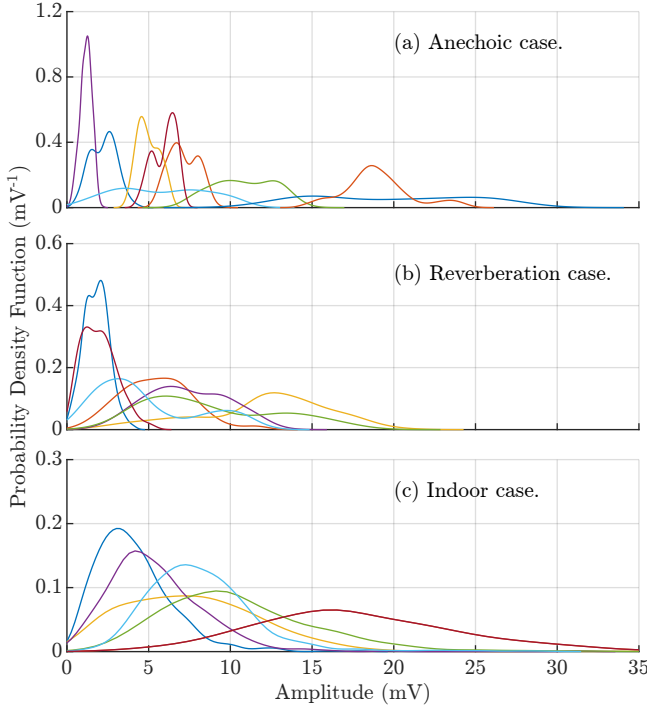 1.2
(a) Anechoic case.
0.8
0.4
0
0.6
(b) Reverberation case.
0.4
0.2
0
Probability Density Function (mV-1)
0.3
(c) Indoor case.
0.2
0.1
0
0 5 10 15 20 25 30 35
Amplitude (mV)